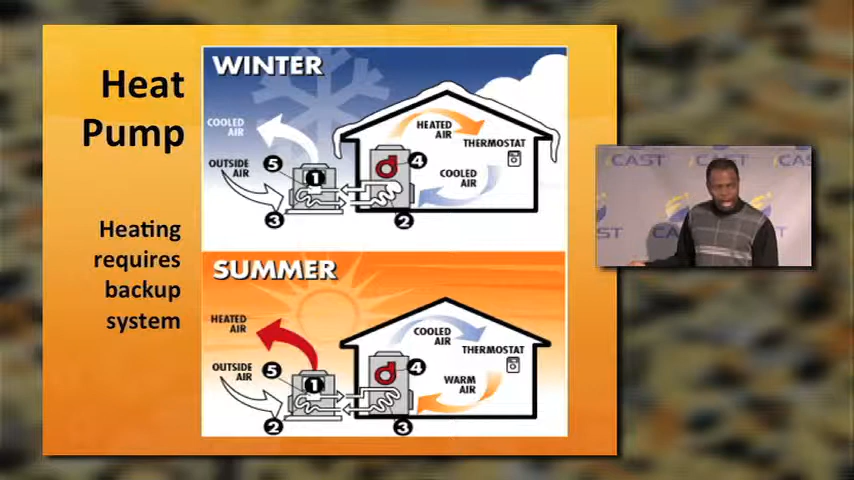 Heat
Pump
Heating
requires
backup
system
WINTER
COOLED
AIR
HEATED
AIR
THERMOSTAT
OUTSIDE
AIR
COOLED
AIR
5
1
4
3
2
SUMMER
HEATED
AIR
COOLED
AIR
THERMOSTAT
OUTSIDE
AIR
WARM
AIR
5
1
4
2
3
CAST
CAST
CAST
ST
CA
CAST